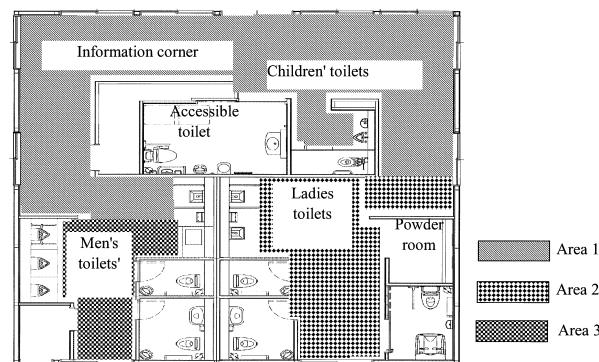 Information corner
Children' toilets
Accessible
toilet
Ladies
toilets
Men's
toilets'
Powder
room
Area 1
Area 2
Area 3